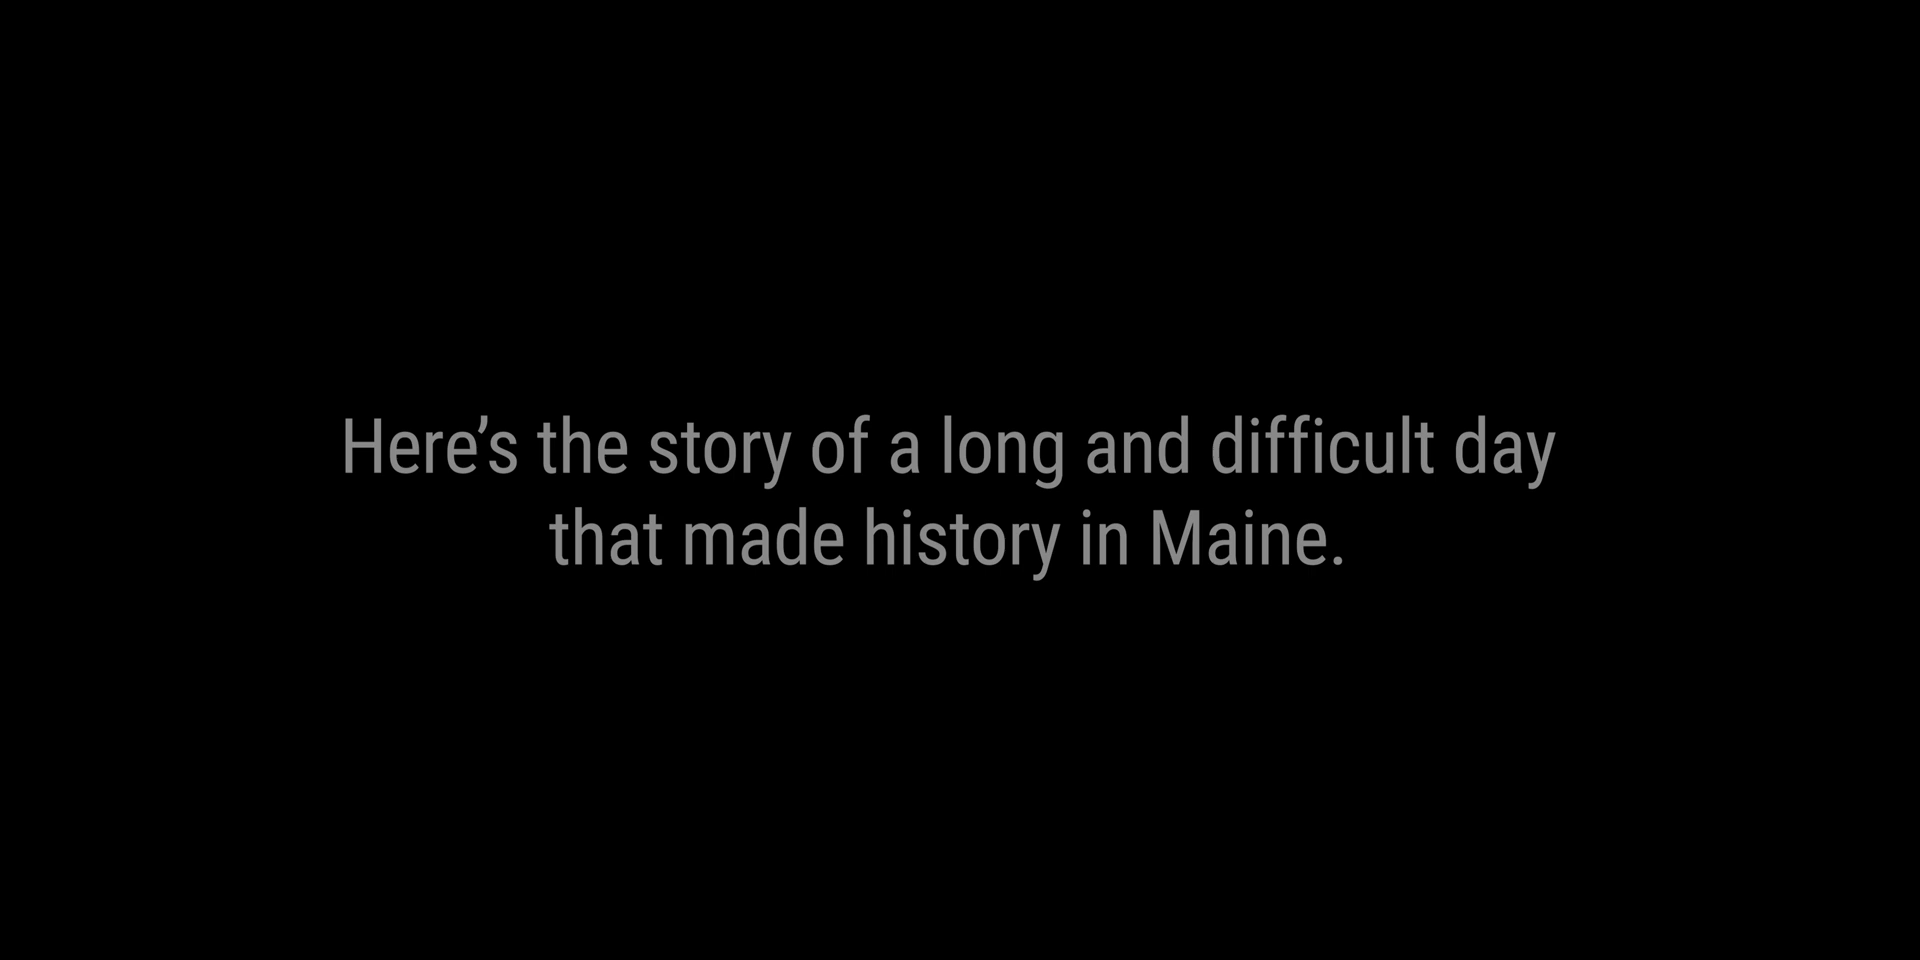 Here’s the story of a long and difficult day
that made history in Maine.